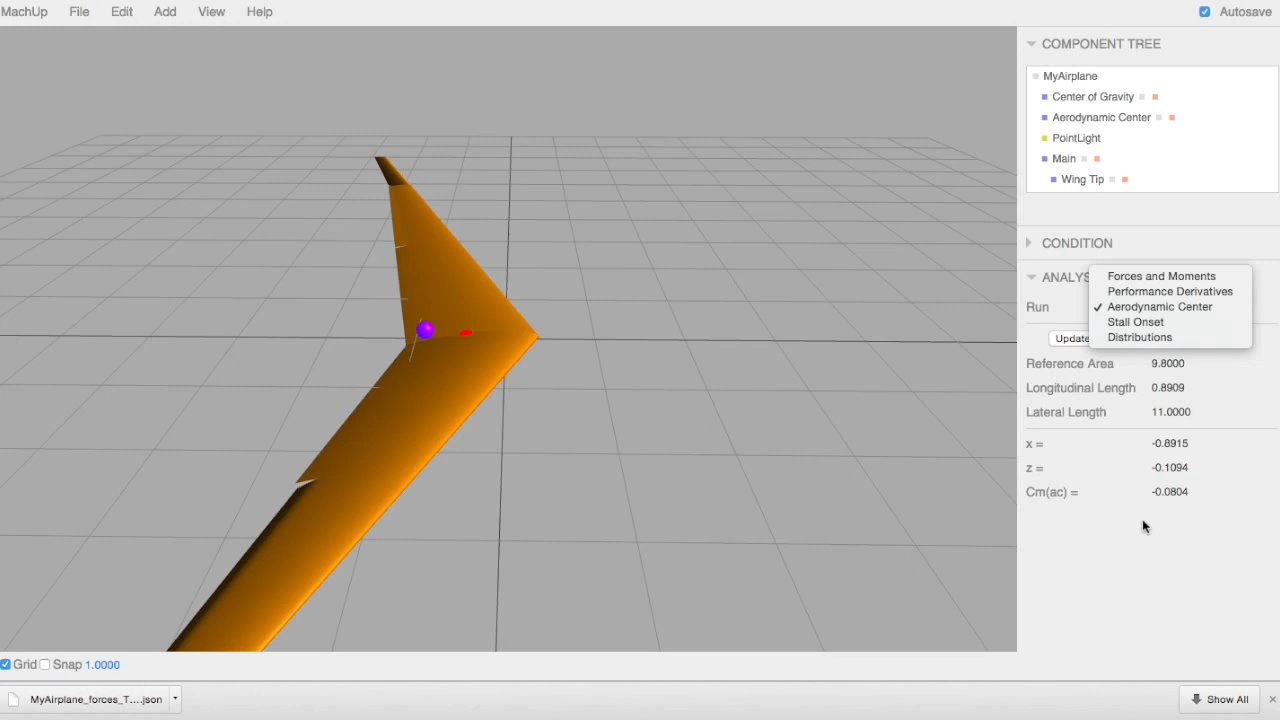 MachUp File Edit Add View Help Autosave
COMPONENT TREE
MyAirplane
Center of Gravity
Aerodynamic Center
PointLight
Main
Wing Tip
CONDITION
ANALYS
Run
Forces and Moments
Performance Derivatives
✓ Aerodynamic Center
Stall Onset
Distributions
Update
Reference Area 9.8000
Longitudinal Length 0.8909
Lateral Length 11.0000
x = -0.8915
z = -0.1094
Cm(ac) = -0.0804
Grid Snap 1.0000
MyAirplane_forces_T....json Show All ×